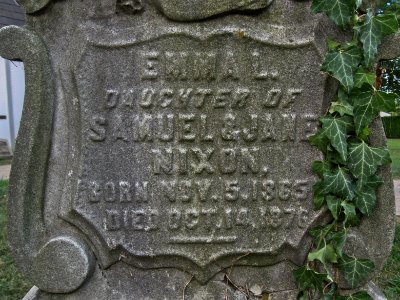 EMMA L.
DAUGHTER OF
SAMUEL & JANE
NIXON.
BORN NOV. 5. 1865
DIED OCT. 14. 1876